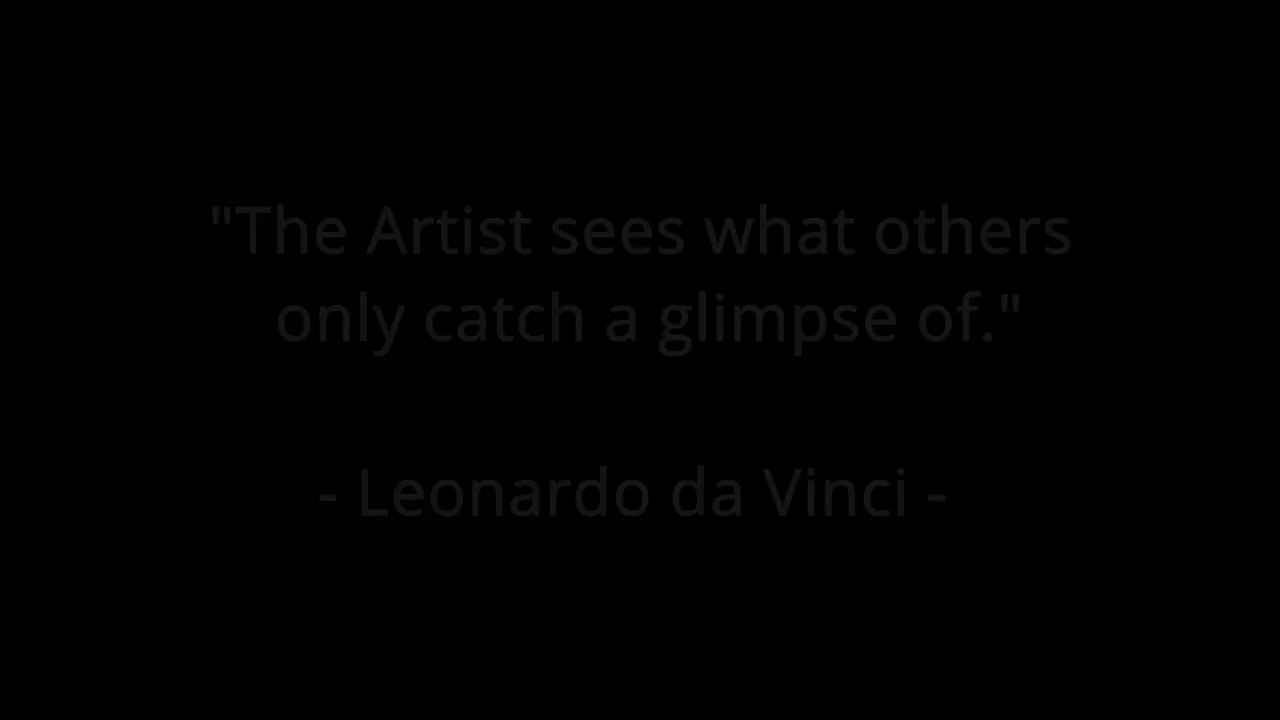 "The Artist sees what others
only catch a glimpse of."
- Leonardo da Vinci -